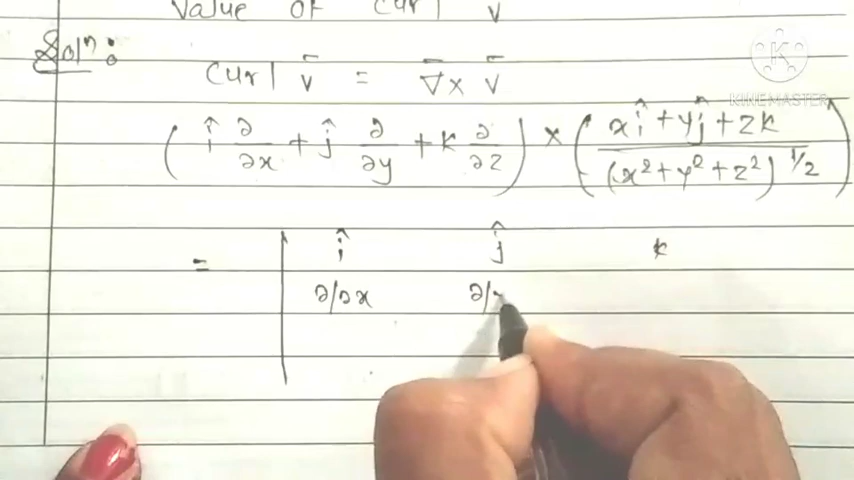 value of curl v̄
Solⁿ:
curl v̄ = ∇̄ × v̄
(î ∂/∂x + ĵ ∂/∂y + k ∂/∂z) × (xî + yĵ + zk / (x² + y² + z²)^1/2)
= | î ĵ k
∂/∂x ∂/
KINEMASTER